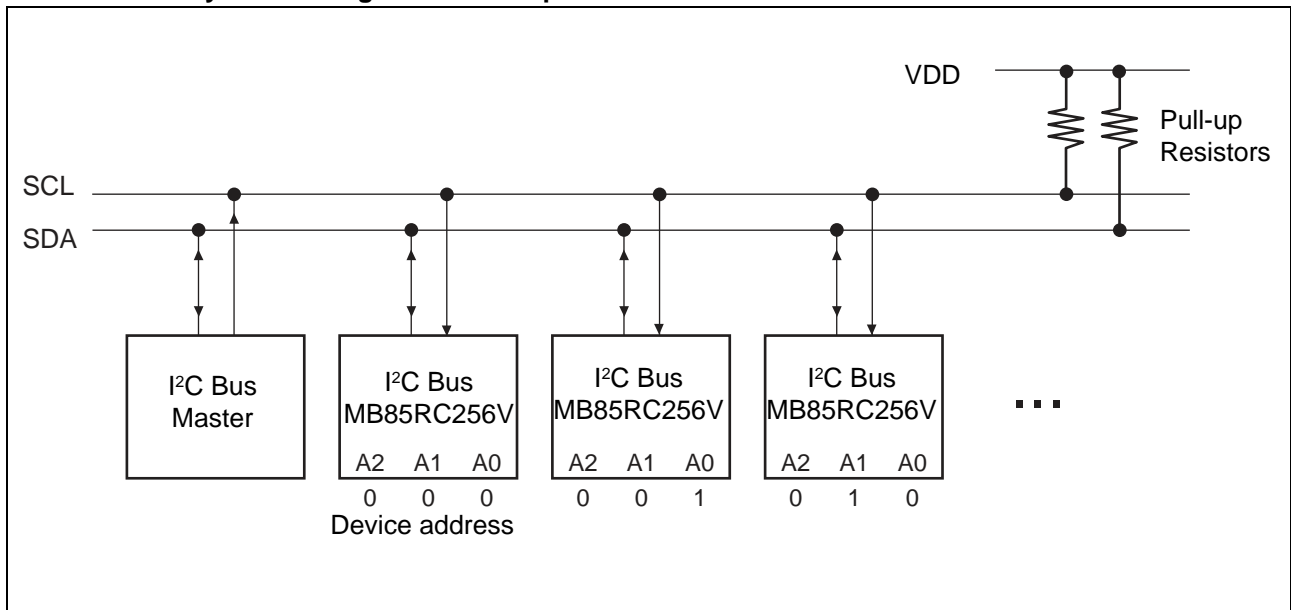 VDD
Pull-up
Resistors
SCL
SDA
I²C Bus
Master
I²C Bus
MB85RC256V
A2 A1 A0
0 0 0
Device address
I²C Bus
MB85RC256V
A2 A1 A0
0 0 1
I²C Bus
MB85RC256V
A2 A1 A0
0 1 0
...